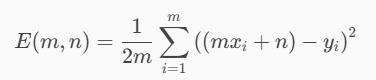 E(m, n) = \frac{1}{2m} \sum_{i=1}^{m} ((mx_i + n) - y_i)^2